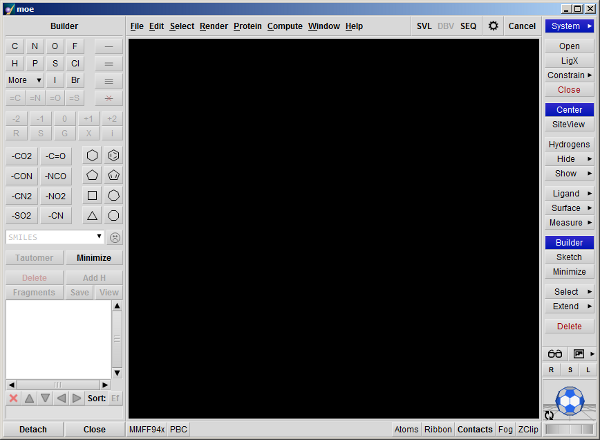 moe
Builder
File Edit Select Render Protein Compute Window Help
SVL DBV SEQ
Cancel
C N O F
H P S Cl
More I Br
=C =N =O =S
-2 -1 0 +1 +2
R S G X I
-CO2 -C=O
-CON -NCO
-CN2 -NO2
-SO2 -CN
SMILES
Tautomer Minimize
Delete Add H
Fragments Save View
Sort:
Detach Close
MMFF94x PBC
Atoms Ribbon Contacts Fog ZClip
System
Open
LigX
Constrain
Close
Center
SiteView
Hydrogens
Hide
Show
Ligand
Surface
Measure
Builder
Sketch
Minimize
Select
Extend
Delete
R S L